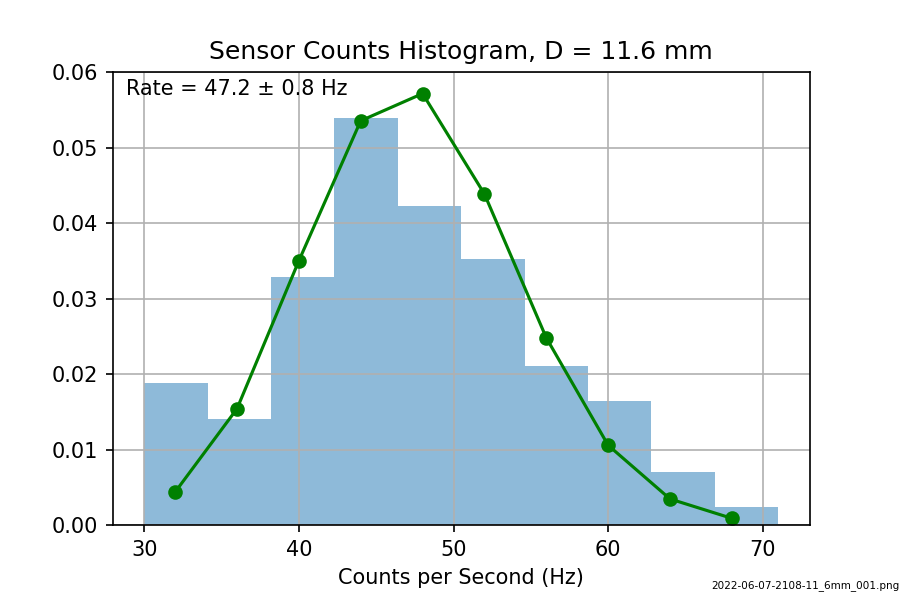 Sensor Counts Histogram, D = 11.6 mm
Rate = 47.2 ± 0.8 Hz
0.06
0.05
0.04
0.03
0.02
0.01
0.00
30 40 50 60 70
Counts per Second (Hz)
2022-06-07-2108-11_6mm_001.png